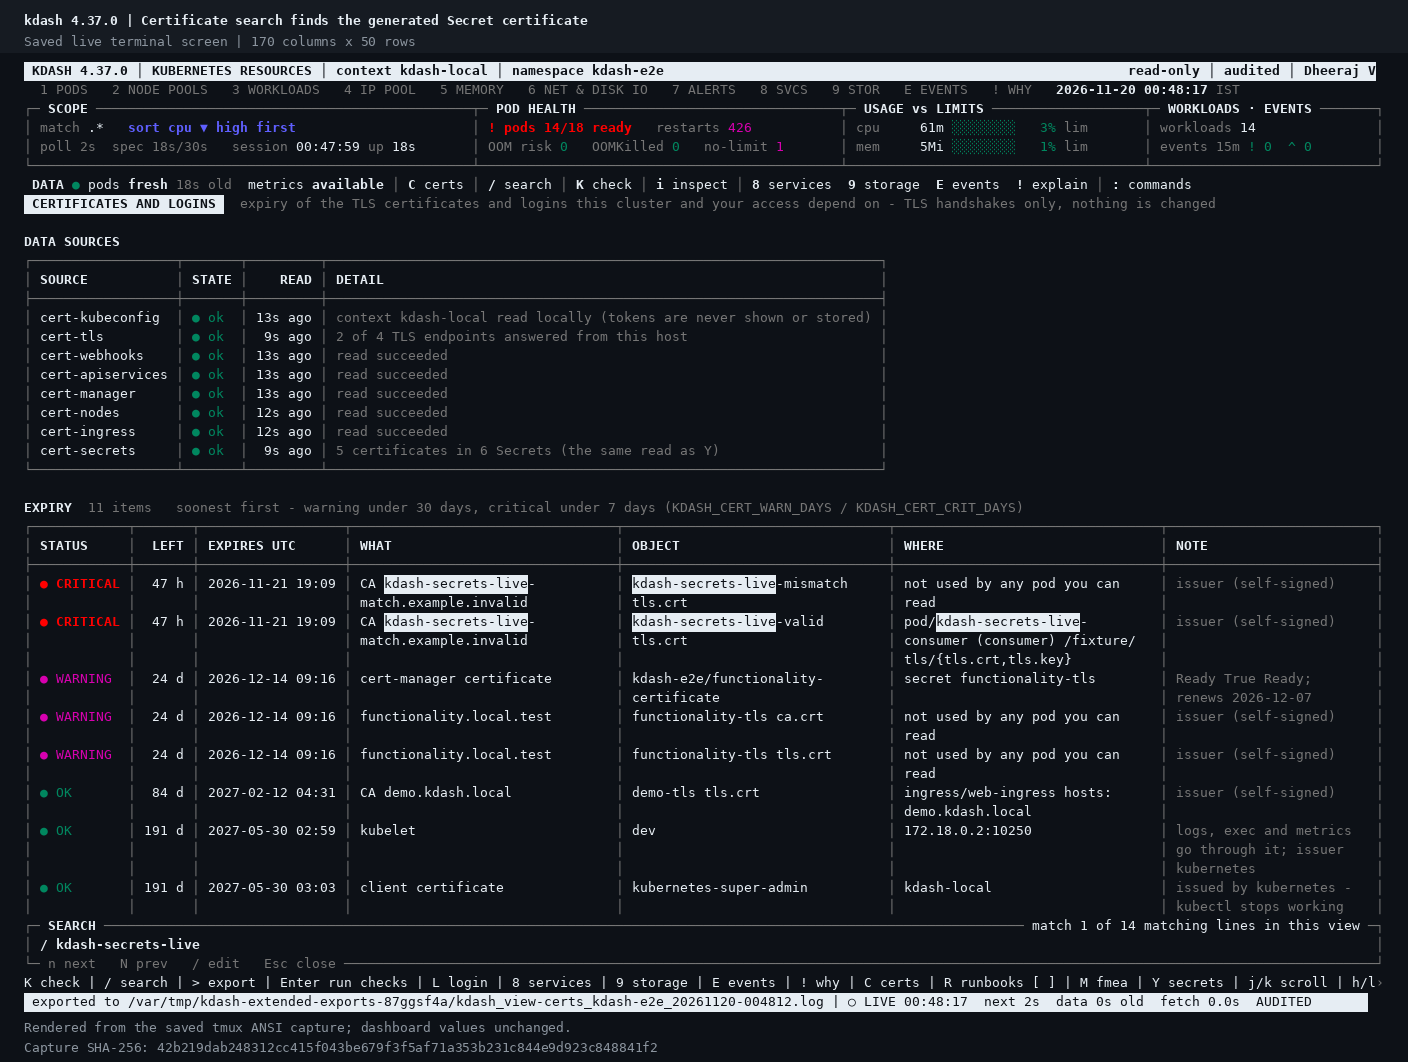 kdash 4.37.0 | Certificate search finds the generated Secret certificate
Saved live terminal screen | 170 columns x 50 rows
KDASH 4.37.0 │ KUBERNETES RESOURCES │ context kdash-local │ namespace kdash-e2e read-only │ audited │ Dheeraj V
1 PODS 2 NODE POOLS 3 WORKLOADS 4 IP POOL 5 MEMORY 6 NET & DISK IO 7 ALERTS 8 SVCS 9 STOR E EVENTS ! WHY 2026-11-20 00:48:17 IST
SCOPE POD HEALTH USAGE vs LIMITS WORKLOADS · EVENTS
match .* sort cpu ▼ high first │ ! pods 14/18 ready restarts 426 │ cpu 61m ░░░░░░░░ 3% lim │ workloads 14
poll 2s spec 18s/30s session 00:47:59 up 18s │ OOM risk 0 OOMKilled 0 no-limit 1 │ mem 5Mi ░░░░░░░░ 1% lim │ events 15m ! 0 ^ 0
DATA ● pods fresh 18s old metrics available │ C certs │ / search │ K check │ i inspect │ 8 services 9 storage E events ! explain │ : commands
CERTIFICATES AND LOGINS expiry of the TLS certificates and logins this cluster and your access depend on - TLS handshakes only, nothing is changed
DATA SOURCES
SOURCE │ STATE │ READ │ DETAIL
cert-kubeconfig │ ● ok │ 13s ago │ context kdash-local read locally (tokens are never shown or stored)
cert-tls │ ● ok │ 9s ago │ 2 of 4 TLS endpoints answered from this host
cert-webhooks │ ● ok │ 13s ago │ read succeeded
cert-apiservices │ ● ok │ 13s ago │ read succeeded
cert-manager │ ● ok │ 13s ago │ read succeeded
cert-nodes │ ● ok │ 12s ago │ read succeeded
cert-ingress │ ● ok │ 12s ago │ read succeeded
cert-secrets │ ● ok │ 9s ago │ 5 certificates in 6 Secrets (the same read as Y)
EXPIRY 11 items soonest first - warning under 30 days, critical under 7 days (KDASH_CERT_WARN_DAYS / KDASH_CERT_CRIT_DAYS)
STATUS │ LEFT │ EXPIRES UTC │ WHAT │ OBJECT │ WHERE │ NOTE
● CRITICAL │ 47 h │ 2026-11-21 19:09 │ CA kdash-secrets-live- │ kdash-secrets-live-mismatch │ not used by any pod you can │ issuer (self-signed)
match.example.invalid │ tls.crt │ read
● CRITICAL │ 47 h │ 2026-11-21 19:09 │ CA kdash-secrets-live- │ kdash-secrets-live-valid │ pod/kdash-secrets-live- │ issuer (self-signed)
match.example.invalid │ tls.crt │ consumer (consumer) /fixture/
tls/{tls.crt,tls.key}
● WARNING │ 24 d │ 2026-12-14 09:16 │ cert-manager certificate │ kdash-e2e/functionality- │ secret functionality-tls │ Ready True Ready;
certificate │ renews 2026-12-07
● WARNING │ 24 d │ 2026-12-14 09:16 │ functionality.local.test │ functionality-tls ca.crt │ not used by any pod you can │ issuer (self-signed)
read
● WARNING │ 24 d │ 2026-12-14 09:16 │ functionality.local.test │ functionality-tls tls.crt │ not used by any pod you can │ issuer (self-signed)
read
● OK │ 84 d │ 2027-02-12 04:31 │ CA demo.kdash.local │ demo-tls tls.crt │ ingress/web-ingress hosts: │ issuer (self-signed)
demo.kdash.local
● OK │ 191 d │ 2027-05-30 02:59 │ kubelet │ dev │ 172.18.0.2:10250 │ logs, exec and metrics
go through it; issuer
kubernetes
● OK │ 191 d │ 2027-05-30 03:03 │ client certificate │ kubernetes-super-admin │ kdash-local │ issued by kubernetes -
kubectl stops working
SEARCH match 1 of 14 matching lines in this view
/ kdash-secrets-live
n next N prev / edit Esc close
K check | / search | > export | Enter run checks | L login | 8 services | 9 storage | E events | ! why | C certs | R runbooks [ ] | M fmea | Y secrets | j/k scroll | h/l›
exported to /var/tmp/kdash-extended-exports-87ggsf4a/kdash_view-certs_kdash-e2e_20261120-004812.log | ○ LIVE 00:48:17 next 2s data 0s old fetch 0.0s AUDITED
Rendered from the saved tmux ANSI capture; dashboard values unchanged.
Capture SHA-256: 42b219dab248312cc415f043be679f3f5af71a353b231c844e9d923c848841f2